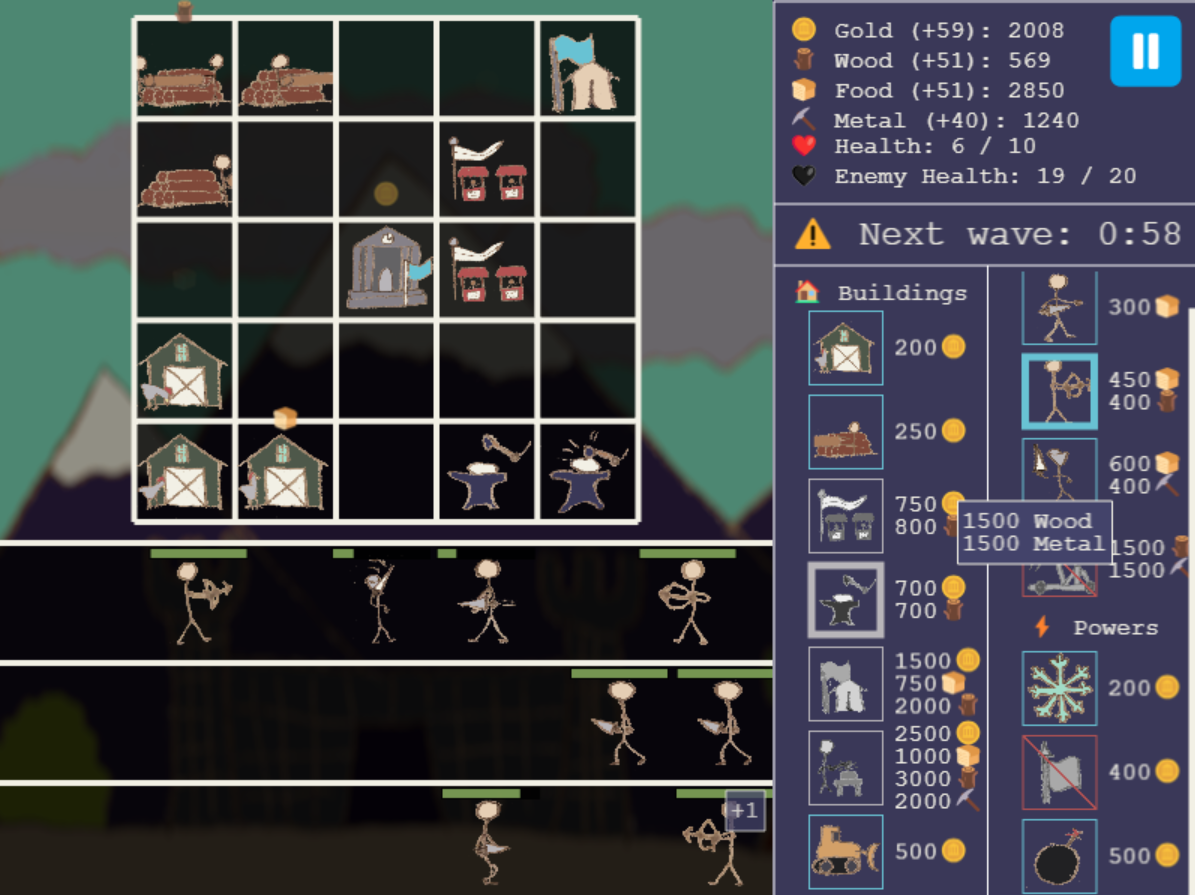 Gold (+59): 2008
Wood (+51): 569
Food (+51): 2850
Metal (+40): 1240
Health: 6 / 10
Enemy Health: 19 / 20
Next wave: 0:58
Buildings
200
250
750
800
700
700
1500
750
2000
2500
1000
3000
2000
500
300
450
400
600
400
1500 Wood
1500 Metal
1500
1500
Powers
200
400
500
+1